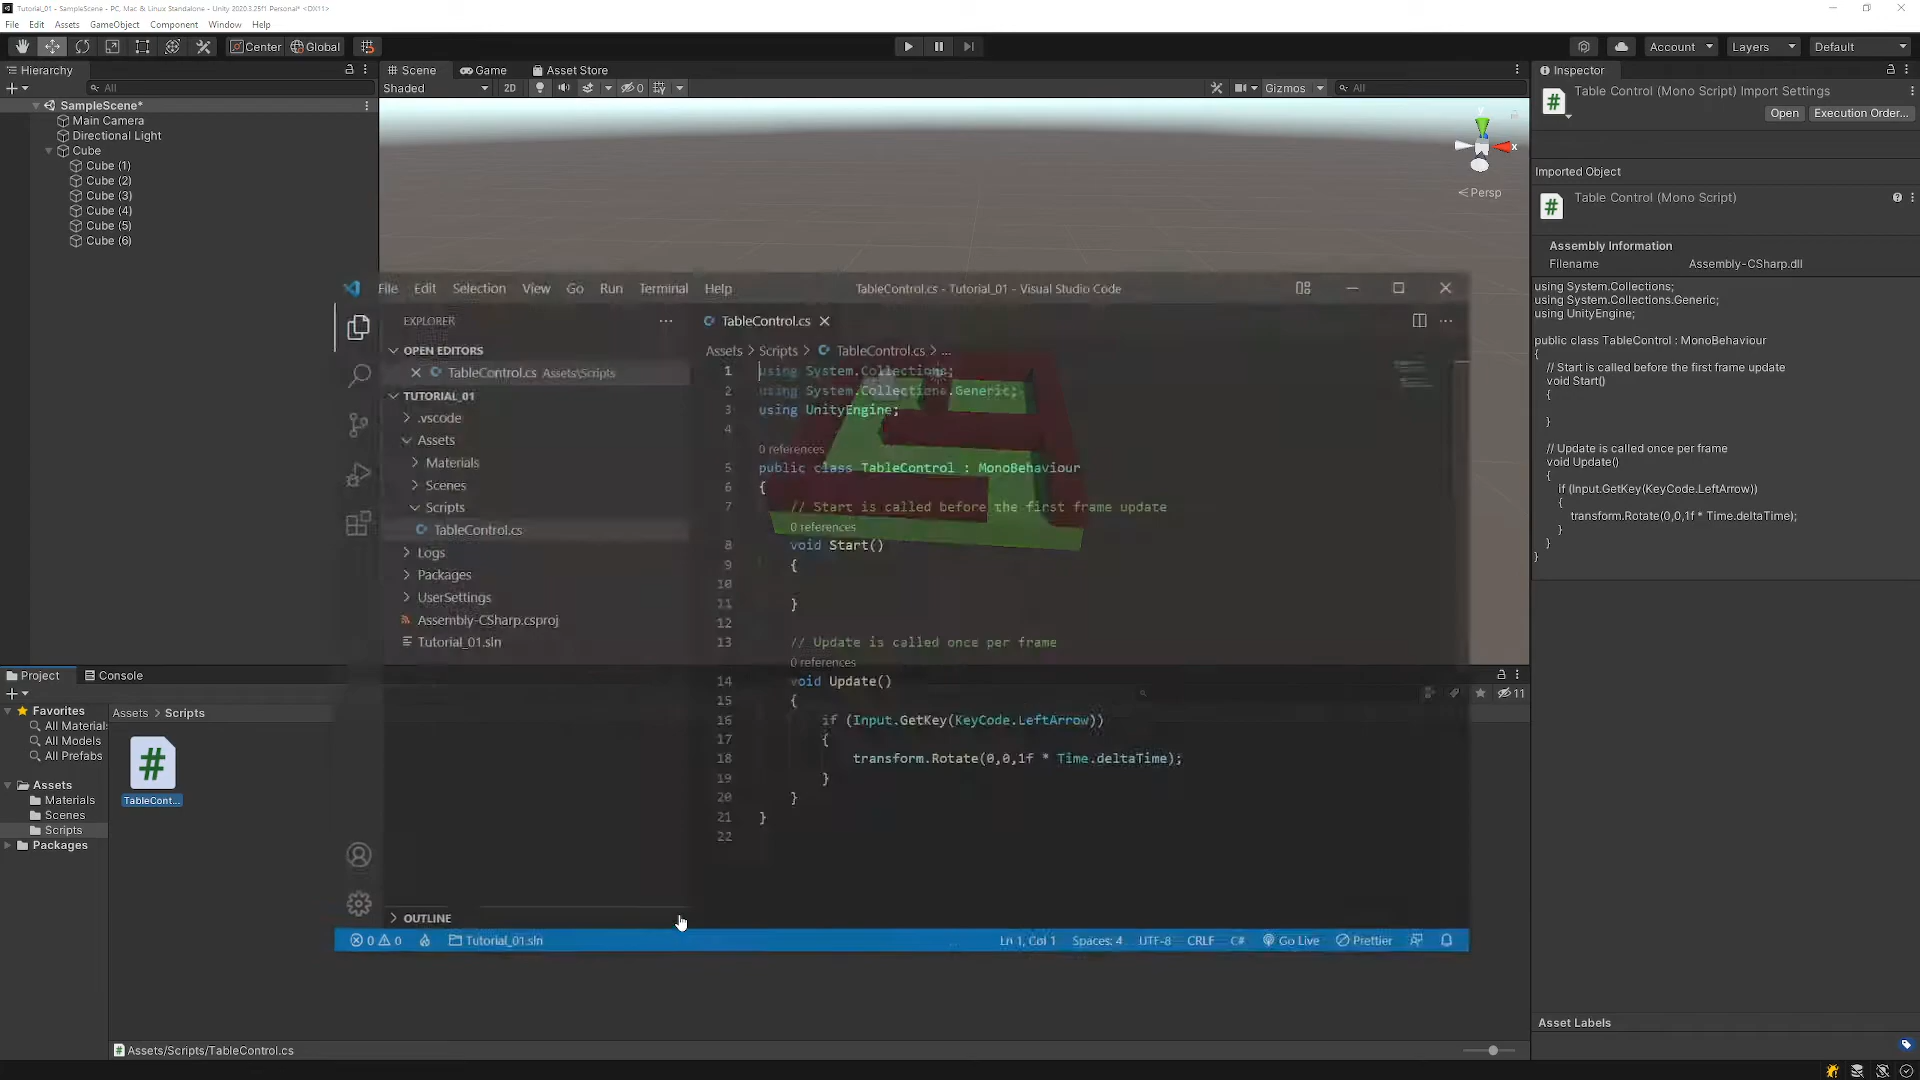 Tutorial_01 - SampleScene - PC, Mac & Linux Standalone - Unity 2020.3.25f1 Personal* <DX11>
File Edit Assets GameObject Component Window Help
Center Global
Account Layers Default
Hierarchy
All
SampleScene*
Main Camera
Directional Light
Cube
Cube (1)
Cube (2)
Cube (3)
Cube (4)
Cube (5)
Cube (6)
Scene Game Asset Store
Shaded 2D 0 Gizmos All
y
x
Persp
Inspector
Table Control (Mono Script) Import Settings
Open Execution Order...
Imported Object
Table Control (Mono Script)
Assembly Information
Filename Assembly-CSharp.dll
using System.Collections;
using System.Collections.Generic;
using UnityEngine;
public class TableControl : MonoBehaviour
{
// Start is called before the first frame update
void Start()
{
}
// Update is called once per frame
void Update()
{
if (Input.GetKey(KeyCode.LeftArrow))
{
transform.Rotate(0,0,1f * Time.deltaTime);
}
}
}
Asset Labels
File Edit Selection View Go Run Terminal Help
TableControl.cs - Tutorial_01 - Visual Studio Code
EXPLORER
OPEN EDITORS
TableControl.cs Assets\Scripts
TUTORIAL_01
.vscode
Assets
Materials
Scenes
Scripts
TableControl.cs
Logs
Packages
UserSettings
Assembly-CSharp.csproj
Tutorial_01.sln
OUTLINE
TableControl.cs
Assets > Scripts > TableControl.cs > ...
1 using System.Collections;
2 using System.Collections.Generic;
3 using UnityEngine;
4
0 references
5 public class TableControl : MonoBehaviour
6 {
7 // Start is called before the first frame update
0 references
8 void Start()
9 {
10
11 }
12
13 // Update is called once per frame
0 references
14 void Update()
15 {
16 if (Input.GetKey(KeyCode.LeftArrow))
17 {
18 transform.Rotate(0,0,1f * Time.deltaTime);
19 }
20 }
21 }
22
0 0 Tutorial_01.sln Ln 1, Col 1 Spaces: 4 UTF-8 CRLF C# Go Live Prettier
Project Console
11
Favorites
All Material
All Models
All Prefabs
Assets
Materials
Scenes
Scripts
Packages
Assets > Scripts
TableCont...
Assets/Scripts/TableControl.cs